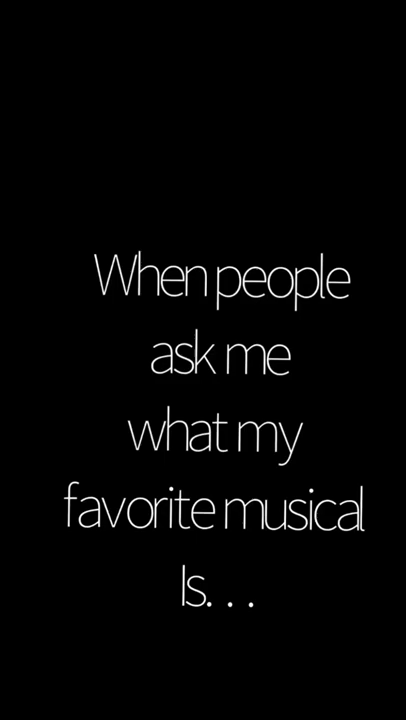 When people
ask me
what my
favorite musical
Is. . .